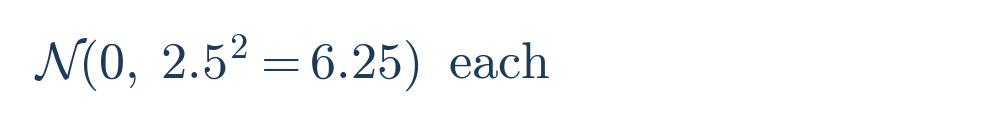 𝒩(0, 2.5² = 6.25) each